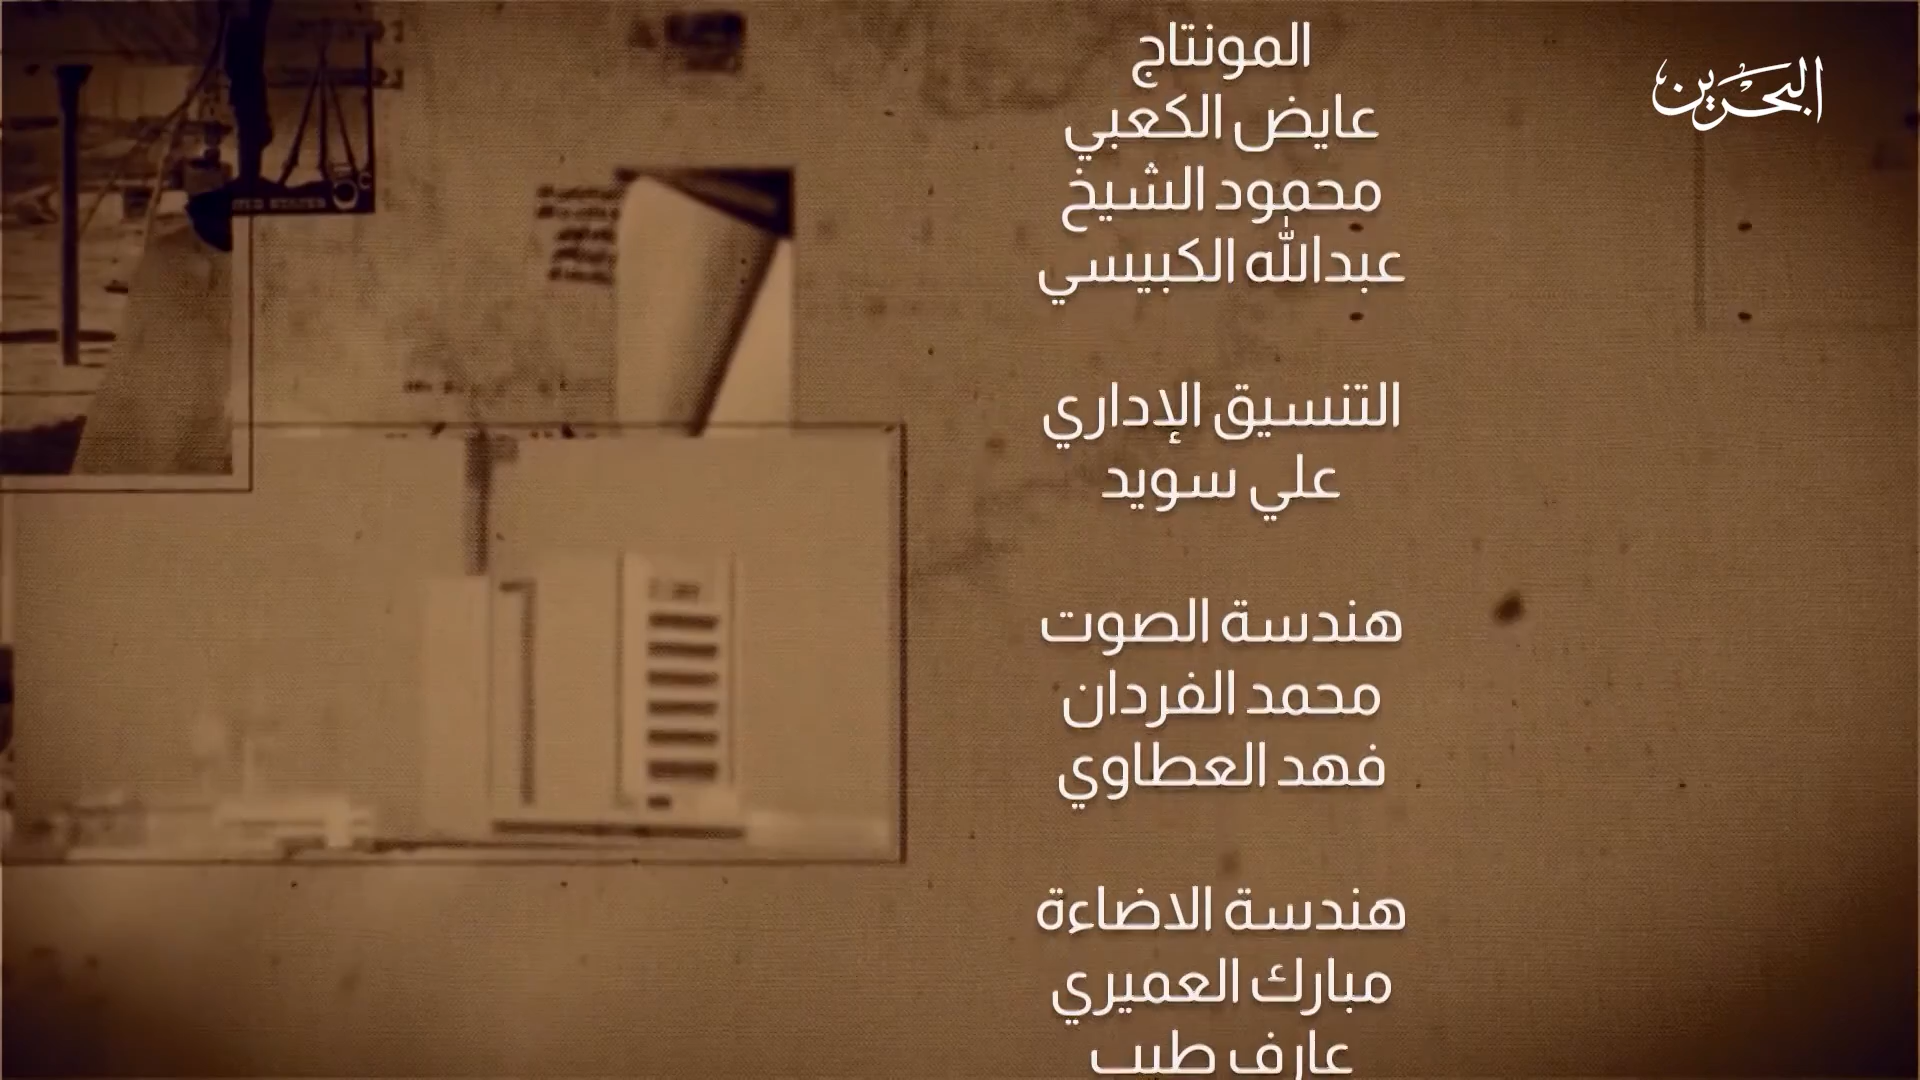 المونتاج
عايض الكعبي
محمود الشيخ
عبدالله الكبيسي
التنسيق الإداري
علي سويد
هندسة الصوت
محمد الفردان
فهد العطاوي
هندسة الاضاءة
مبارك العميري
عارف طيب
البحرين